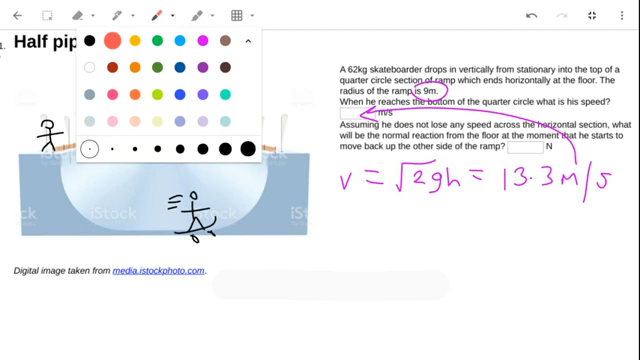 1.
Half pip
A 62kg skateboarder drops in vertically from stationary into the top of a
quarter circle section of ramp which ends horizontally at the floor. The
radius of the ramp is 9m.
When he reaches the bottom of the quarter circle what is his speed?
m/s
Assuming he does not lose any speed across the horizontal section, what
will be the normal reaction from the floor at the moment that he starts to
move back up the other side of the ramp? N
v = √2gh = 13.3 m/s
iStock
iStock
iStock
Digital image taken from media.istockphoto.com.